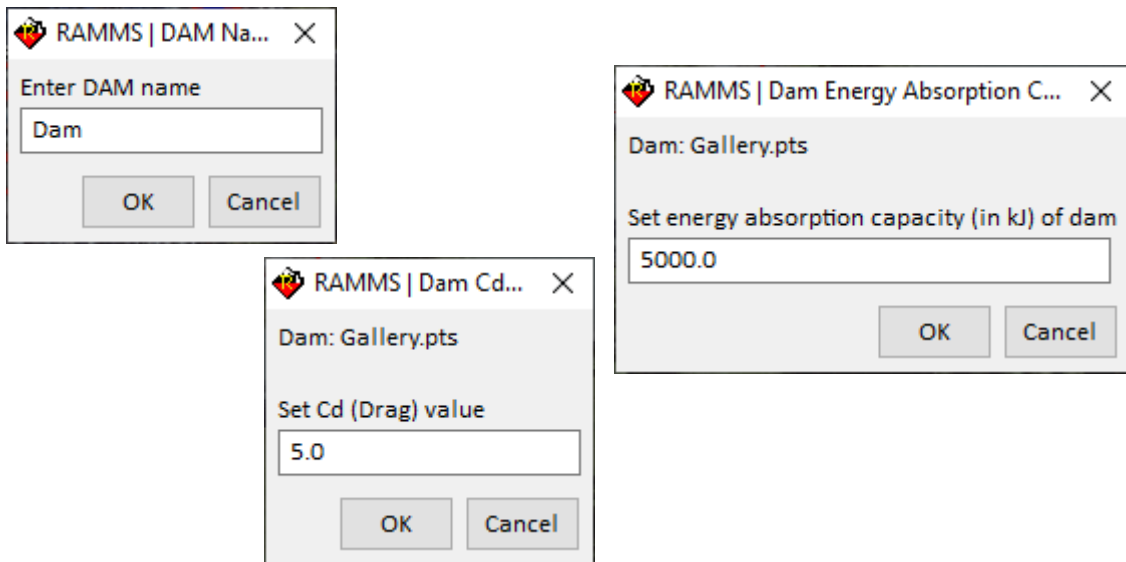 RAMMS | DAM Na...
Enter DAM name
Dam
OK Cancel
RAMMS | Dam Energy Absorption C...
Dam: Gallery.pts
Set energy absorption capacity (in kJ) of dam
5000.0
OK Cancel
RAMMS | Dam Cd...
Dam: Gallery.pts
Set Cd (Drag) value
5.0
OK Cancel